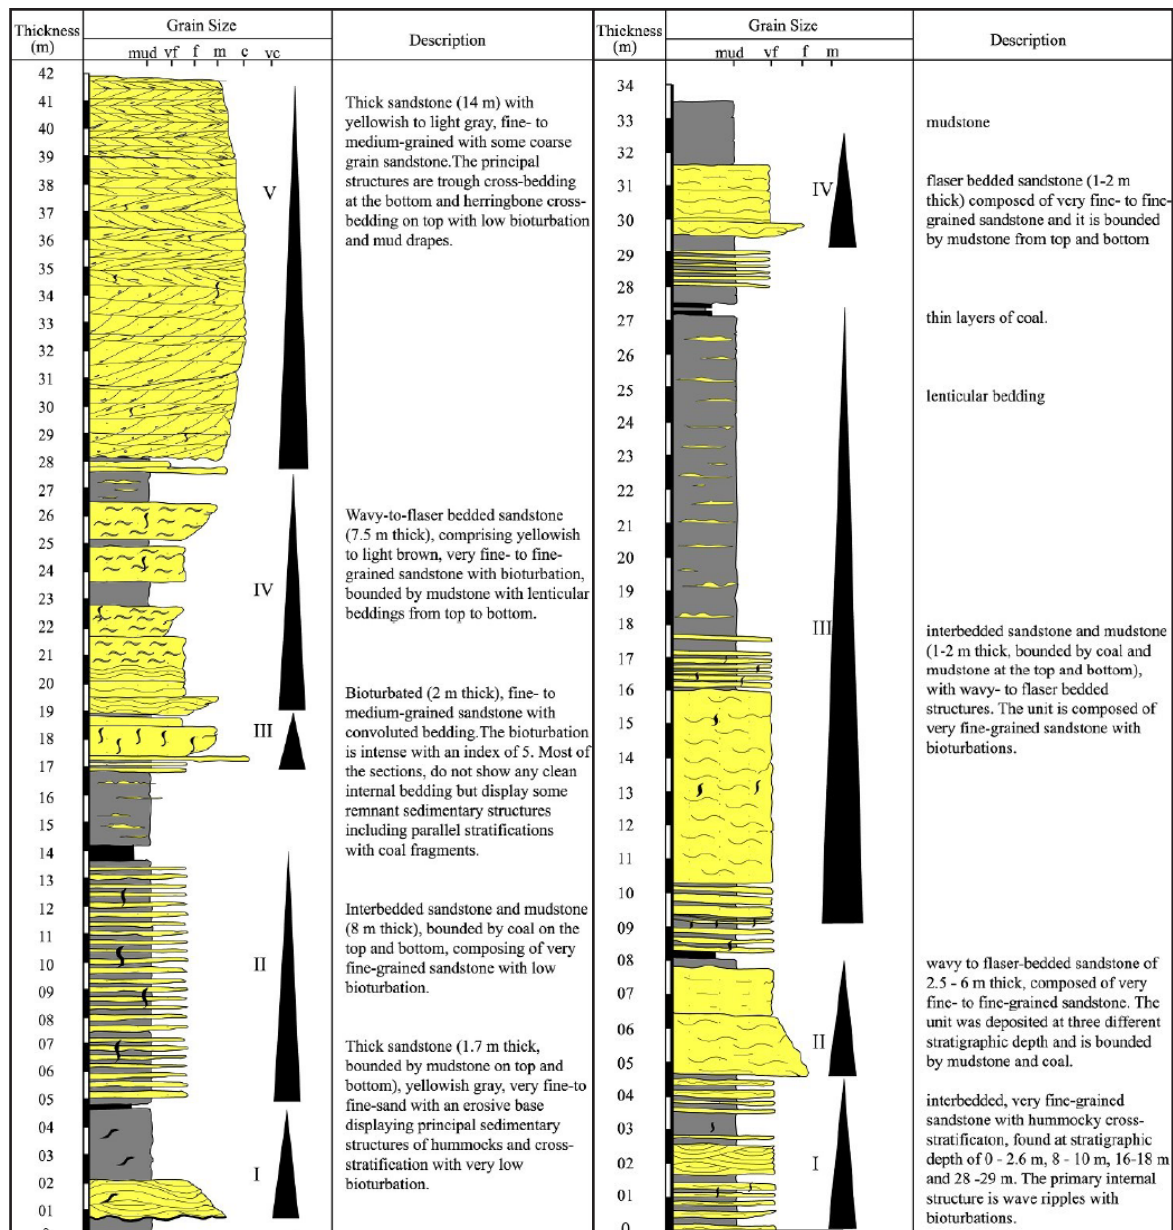 Thickness
(m)
Grain Size
mud vf f m c vc
Description
42
41
40
39
38
37
36
35
34
33
32
31
30
29
28
27
26
25
24
23
22
21
20
19
18
17
16
15
14
13
12
11
10
09
08
07
06
05
04
03
02
01
V
IV
III
II
I
Thick sandstone (14 m) with
yellowish to light gray, fine- to
medium-grained with some coarse
grain sandstone.The principal
structures are trough cross-bedding
at the bottom and herringbone cross-
bedding on top with low bioturbation
and mud drapes.
Wavy-to-flaser bedded sandstone
(7.5 m thick), comprising yellowish
to light brown, very fine- to fine-
grained sandstone with bioturbation,
bounded by mudstone with lenticular
beddings from top to bottom.
Bioturbated (2 m thick), fine- to
medium-grained sandstone with
convoluted bedding.The bioturbation
is intense with an index of 5. Most of
the sections, do not show any clean
internal bedding but display some
remnant sedimentary structures
including parallel stratifications
with coal fragments.
Interbedded sandstone and mudstone
(8 m thick), bounded by coal on the
top and bottom, composing of very
fine-grained sandstone with low
bioturbation.
Thick sandstone (1.7 m thick,
bounded by mudstone on top and
bottom), yellowish gray, very fine-to
fine-sand with an erosive base
displaying principal sedimentary
structures of hummocks and cross-
stratification with very low
bioturbation.
Thickness
(m)
Grain Size
mud vf f m
Description
34
33
32
31
30
29
28
27
26
25
24
23
22
21
20
19
18
17
16
15
14
13
12
11
10
09
08
07
06
05
04
03
02
01
0
IV
III
II
I
mudstone
flaser bedded sandstone (1-2 m
thick) composed of very fine- to fine-
grained sandstone and it is bounded
by mudstone from top and bottom
thin layers of coal.
lenticular bedding
interbedded sandstone and mudstone
(1-2 m thick, bounded by coal and
mudstone at the top and bottom),
with wavy- to flaser bedded
structures. The unit is composed of
very fine-grained sandstone with
bioturbations.
wavy to flaser-bedded sandstone of
2.5 - 6 m thick, composed of very
fine- to fine-grained sandstone. The
unit was deposited at three different
stratigraphic depth and is bounded
by mudstone and coal.
interbedded, very fine-grained
sandstone with hummocky cross-
stratificaton, found at stratigraphic
depth of 0 - 2.6 m, 8 - 10 m, 16-18 m
and 28 -29 m. The primary internal
structure is wave ripples with
bioturbations.